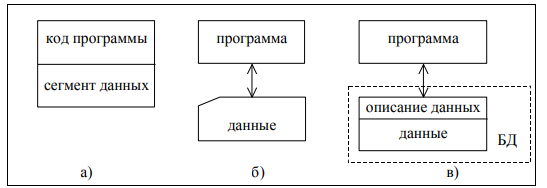 код программы
сегмент данных
а)
программа
данные
б)
программа
описание данных
данные
БД
в)